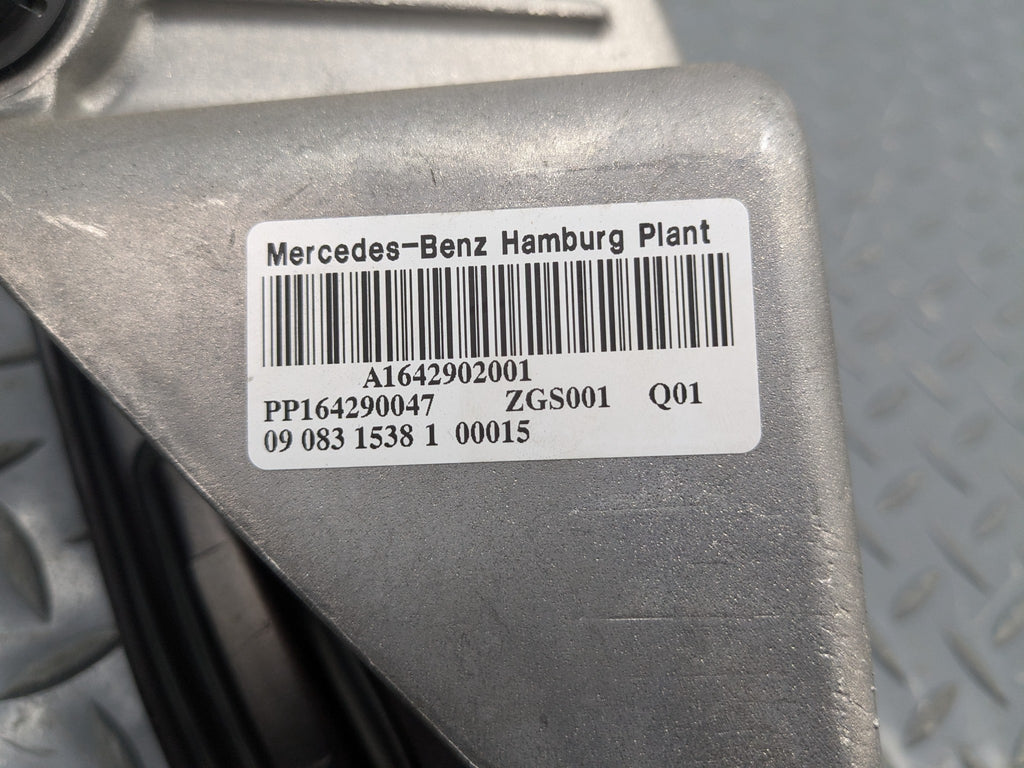 Mercedes-Benz Hamburg Plant
A1642902001
PP164290047 ZGS001 Q01
09 083 1538 1 00015